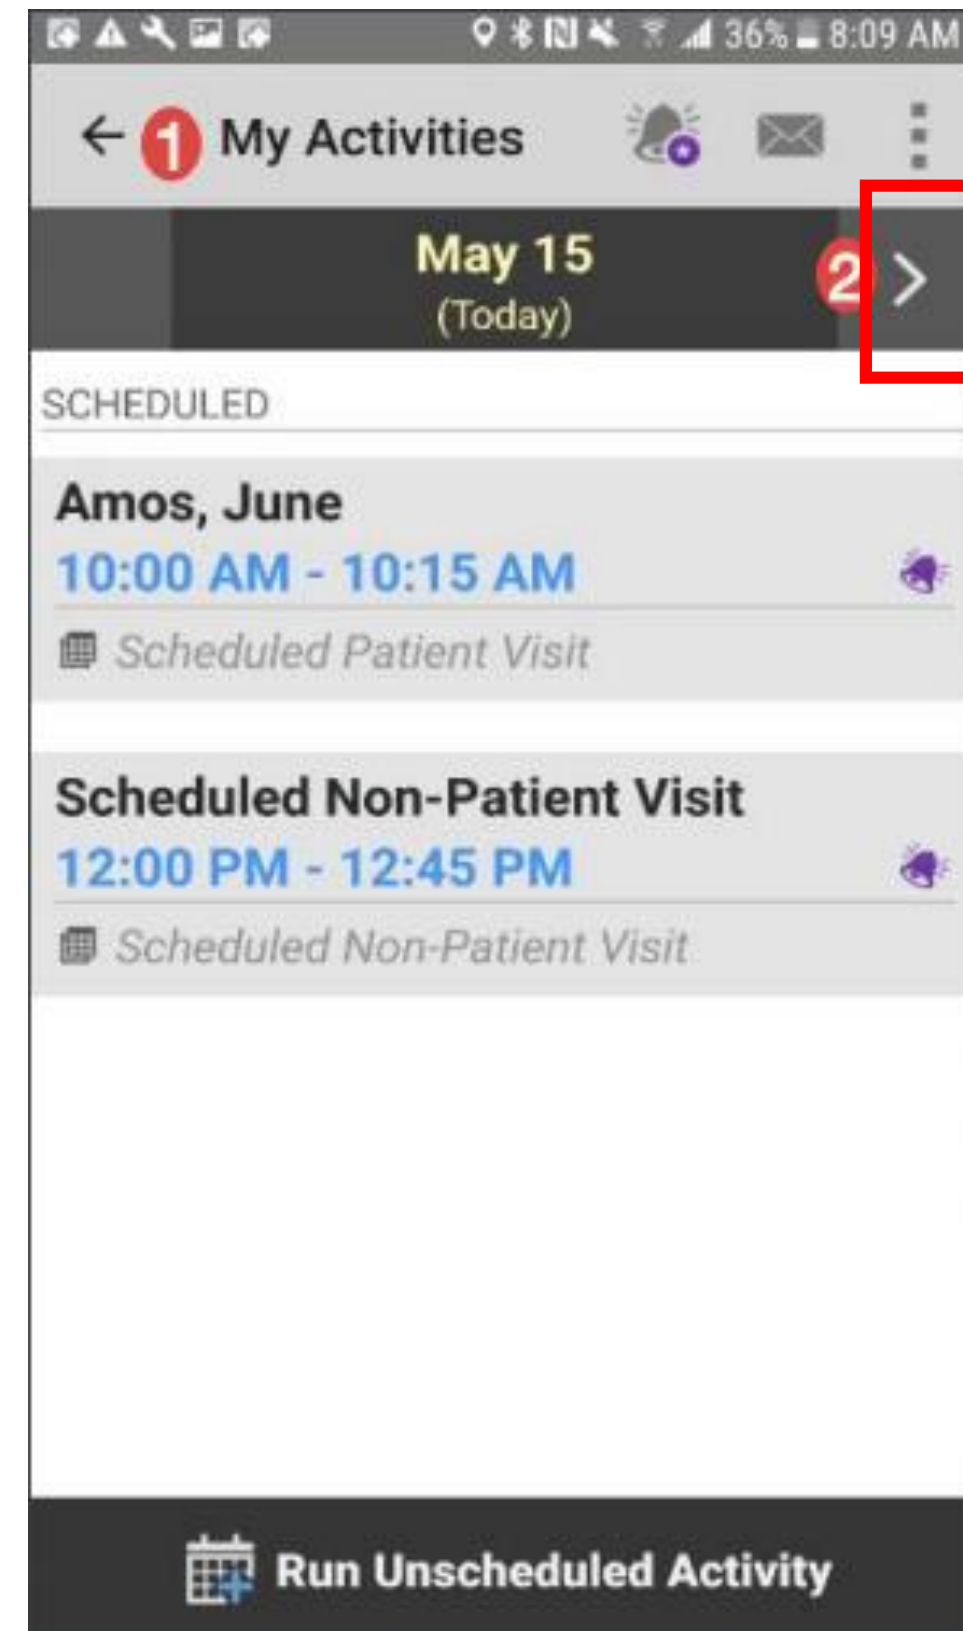 36% 8:09 AM
1 My Activities
May 15
2
(Today)
SCHEDULED
Amos, June
10:00 AM - 10:15 AM
Scheduled Patient Visit
Scheduled Non-Patient Visit
12:00 PM - 12:45 PM
Scheduled Non-Patient Visit
Run Unscheduled Activity